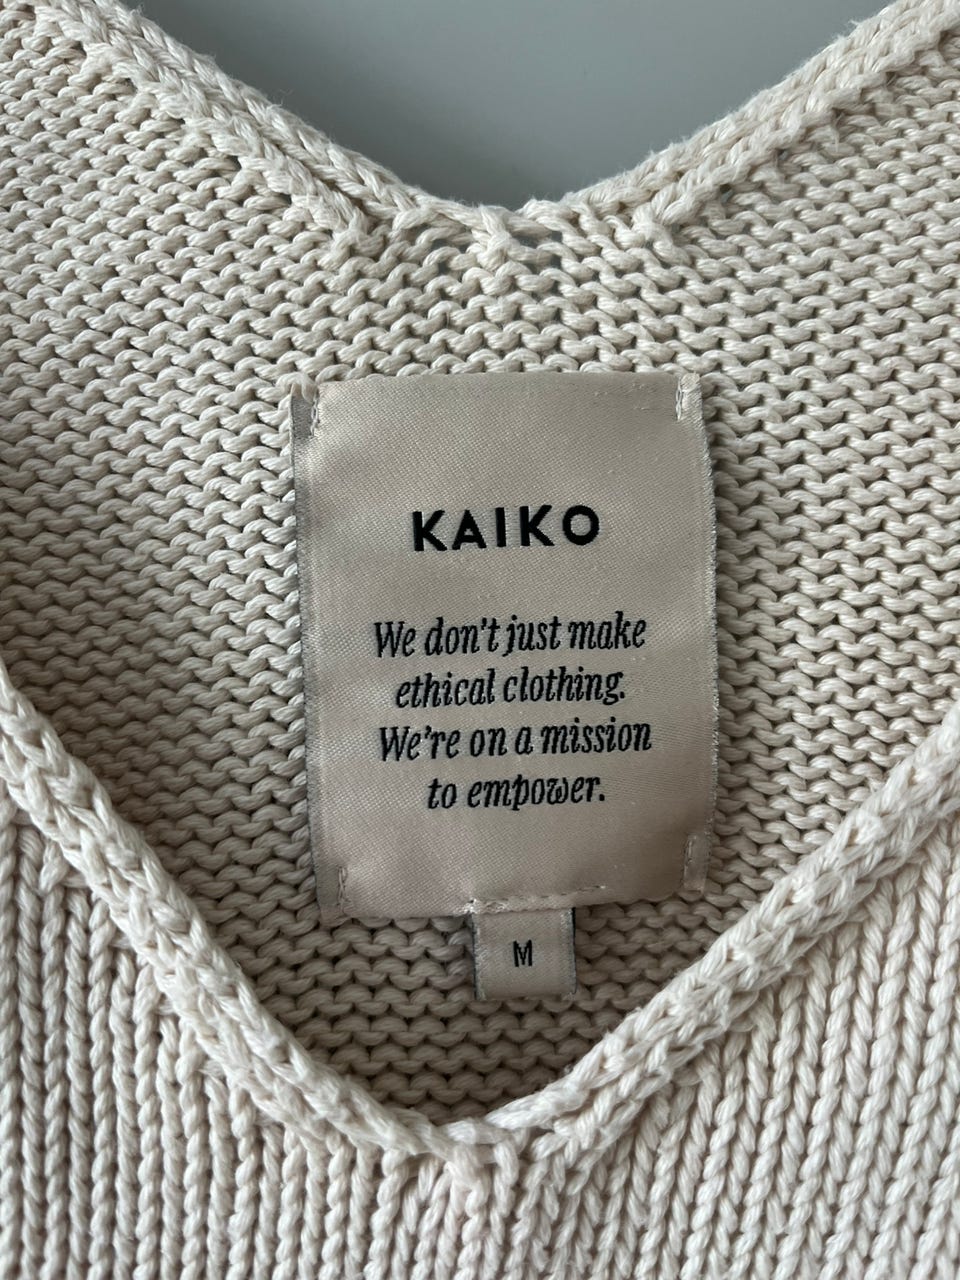 KAIKO
We don't just make
ethical clothing.
We're on a mission
to empower.
M